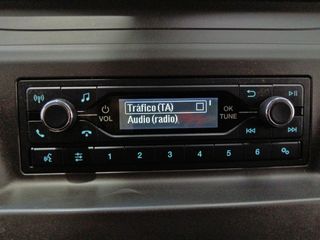 Tráfico (TA)
Audio (radio)
VOL
OK
TUNE
1
2
3
4
5
6